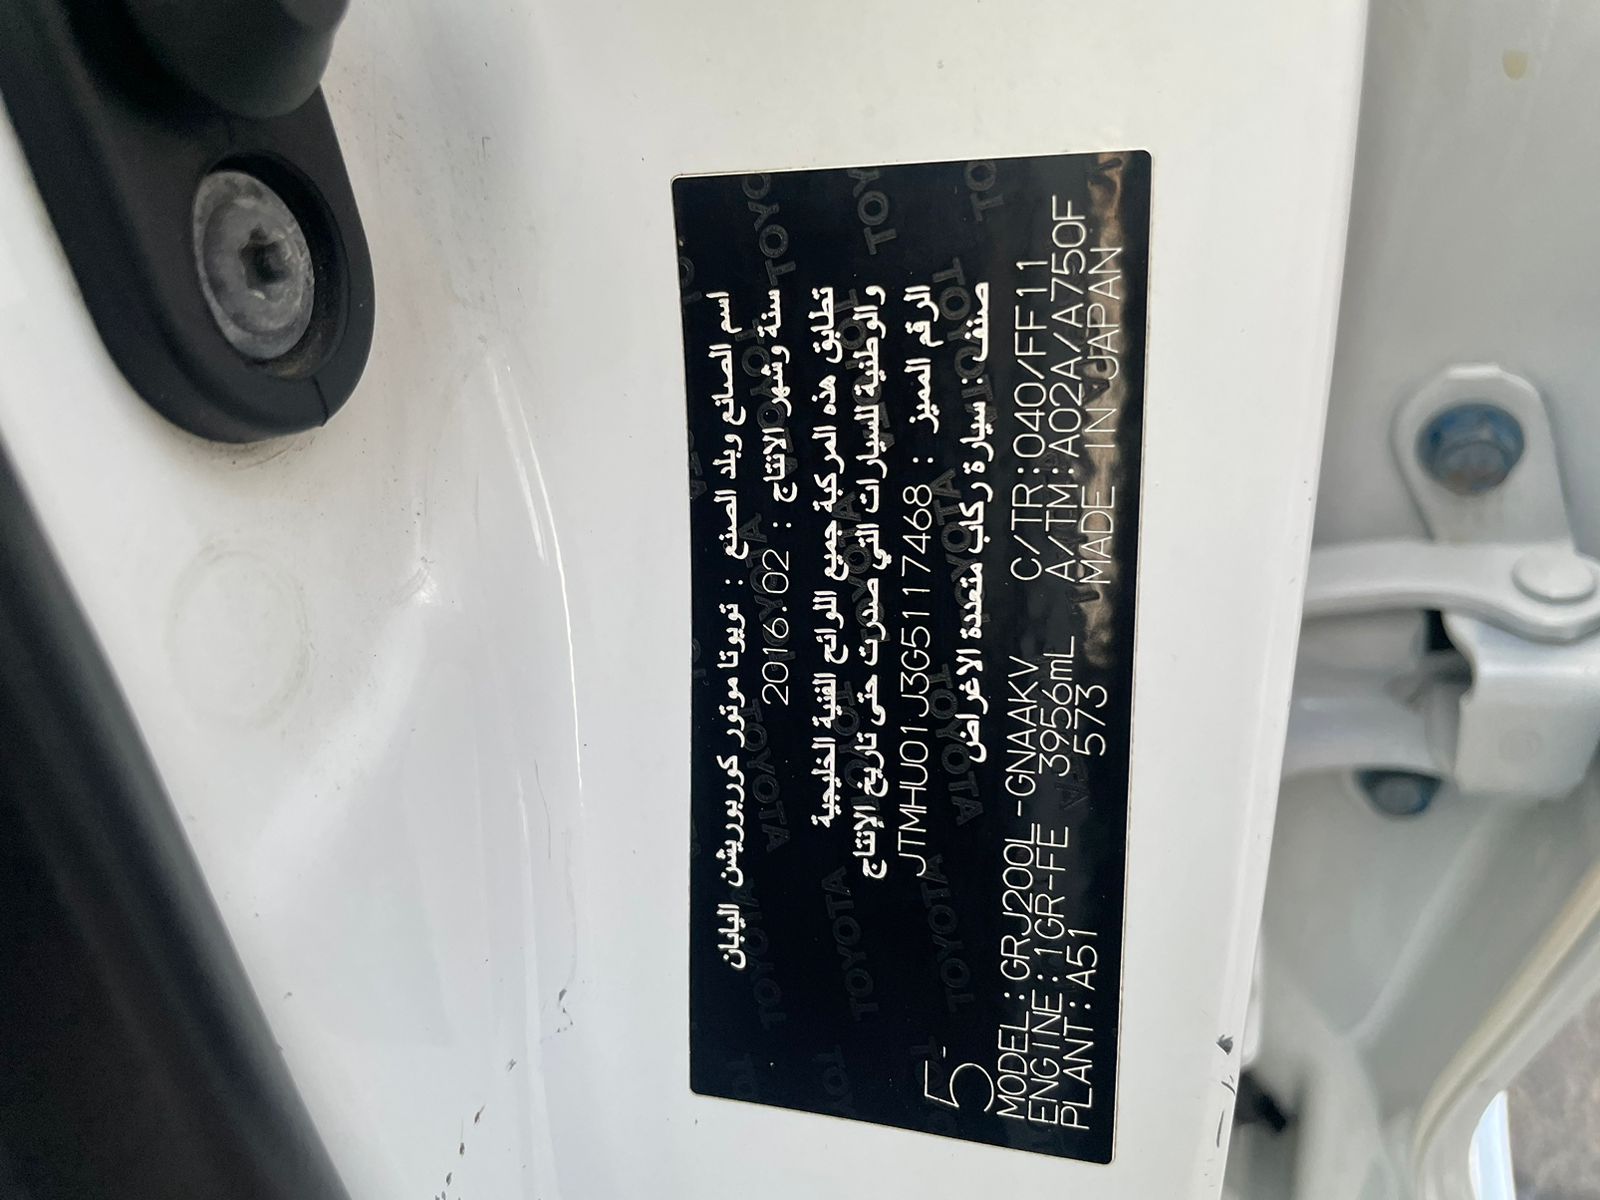 اسم الصانع وبلد الصنع : تويوتا موتور كوربوريشن اليابان
سنة وشهر الانتاج : 2016.02
تطابق هذه المركبة جميع اللوائح الفنية الخليجية
والوطنية للسيارات التي صدرت حتى تاريخ الإنتاج
الرقم المميز : JTMHU01J3G5117468
صنف : سيارة ركاب متعددة الاغراض
5-
MODEL:GRJ200L-GNAAKV C/TR:040/FF11
ENGINE:1GR-FE 3956mL A/TM:A02A/A750F
PLANT:A51 573 MADE IN JAPAN